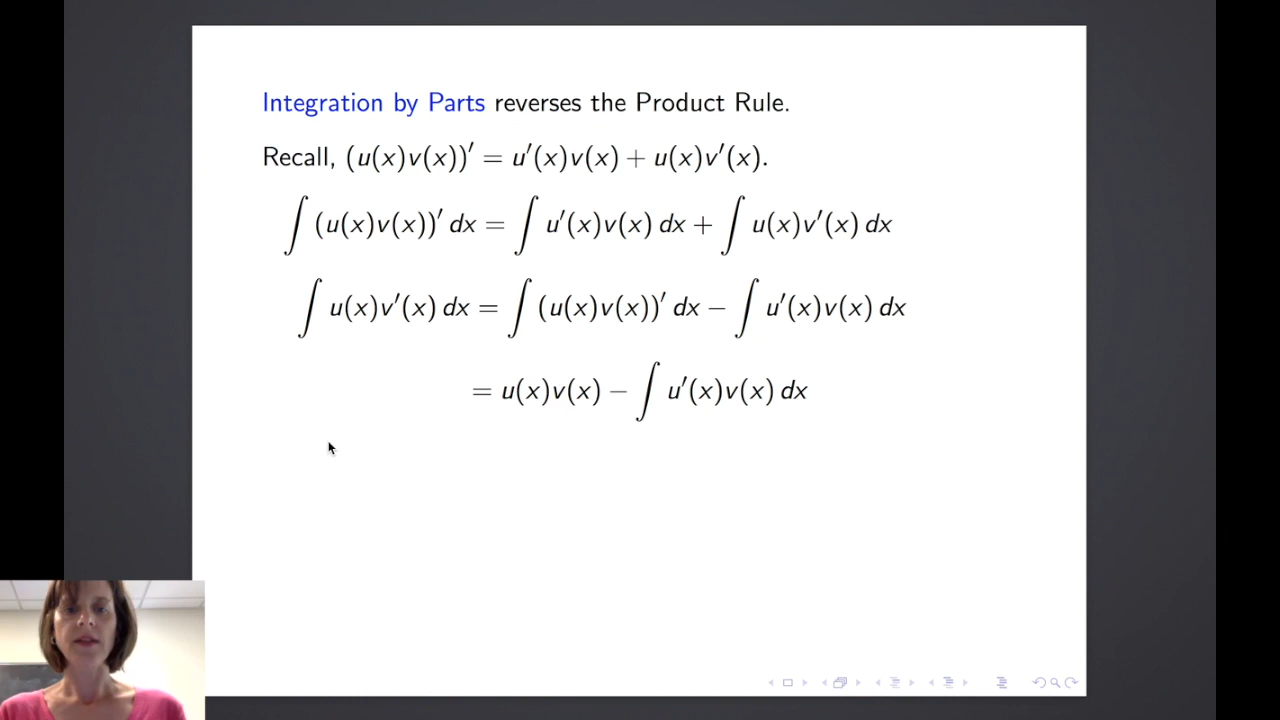 Integration by Parts reverses the Product Rule.
Recall, (u(x)v(x))′ = u′(x)v(x) + u(x)v′(x).
∫ (u(x)v(x))′ dx = ∫ u′(x)v(x) dx + ∫ u(x)v′(x) dx
∫ u(x)v′(x) dx = ∫ (u(x)v(x))′ dx − ∫ u′(x)v(x) dx
= u(x)v(x) − ∫ u′(x)v(x) dx